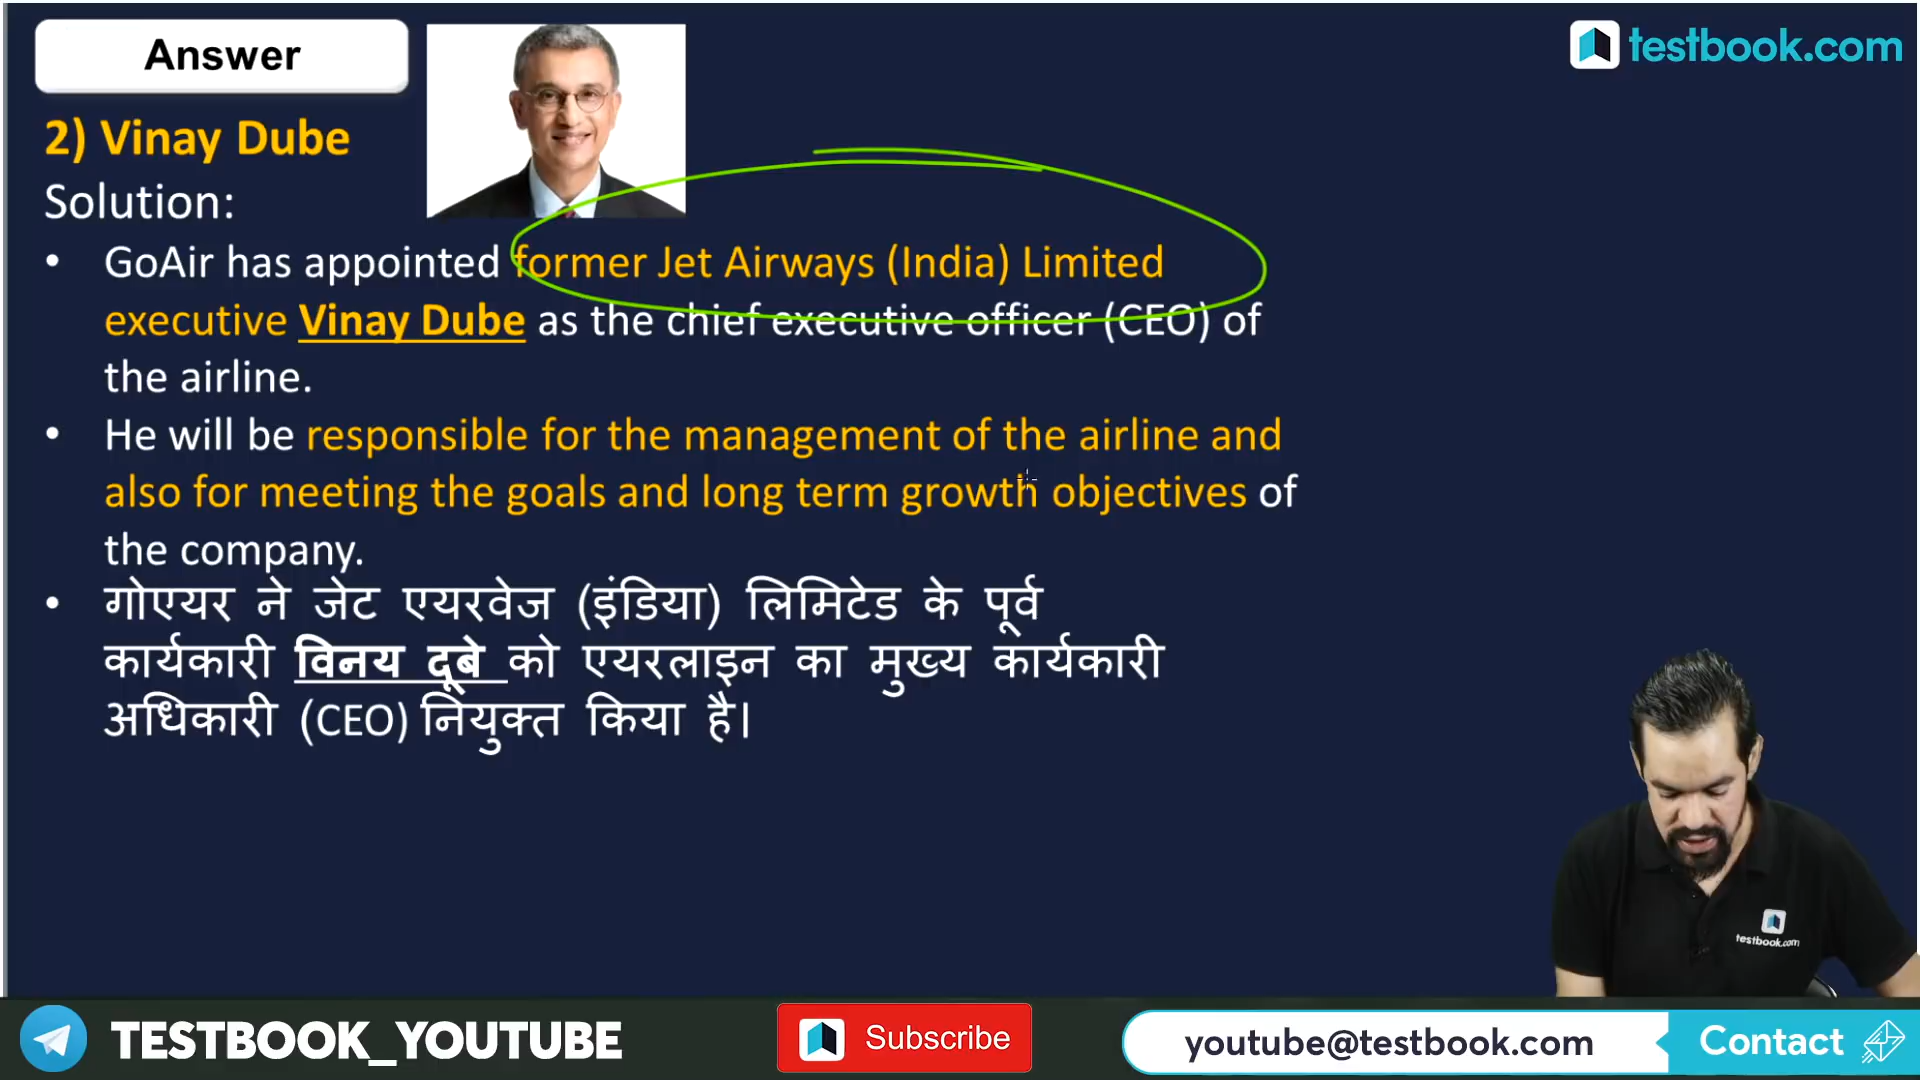 Answer
testbook.com
2) Vinay Dube
Solution:
• GoAir has appointed former Jet Airways (India) Limited
executive Vinay Dube as the chief executive officer (CEO) of
the airline.
• He will be responsible for the management of the airline and
also for meeting the goals and long term growth objectives of
the company.
• गोएयर ने जेट एयरवेज (इंडिया) लिमिटेड के पूर्व
कार्यकारी विनय दूबे को एयरलाइन का मुख्य कार्यकारी
अधिकारी (CEO) नियुक्त किया है।
testbook.com
TESTBOOK_YOUTUBE
Subscribe
youtube@testbook.com
Contact